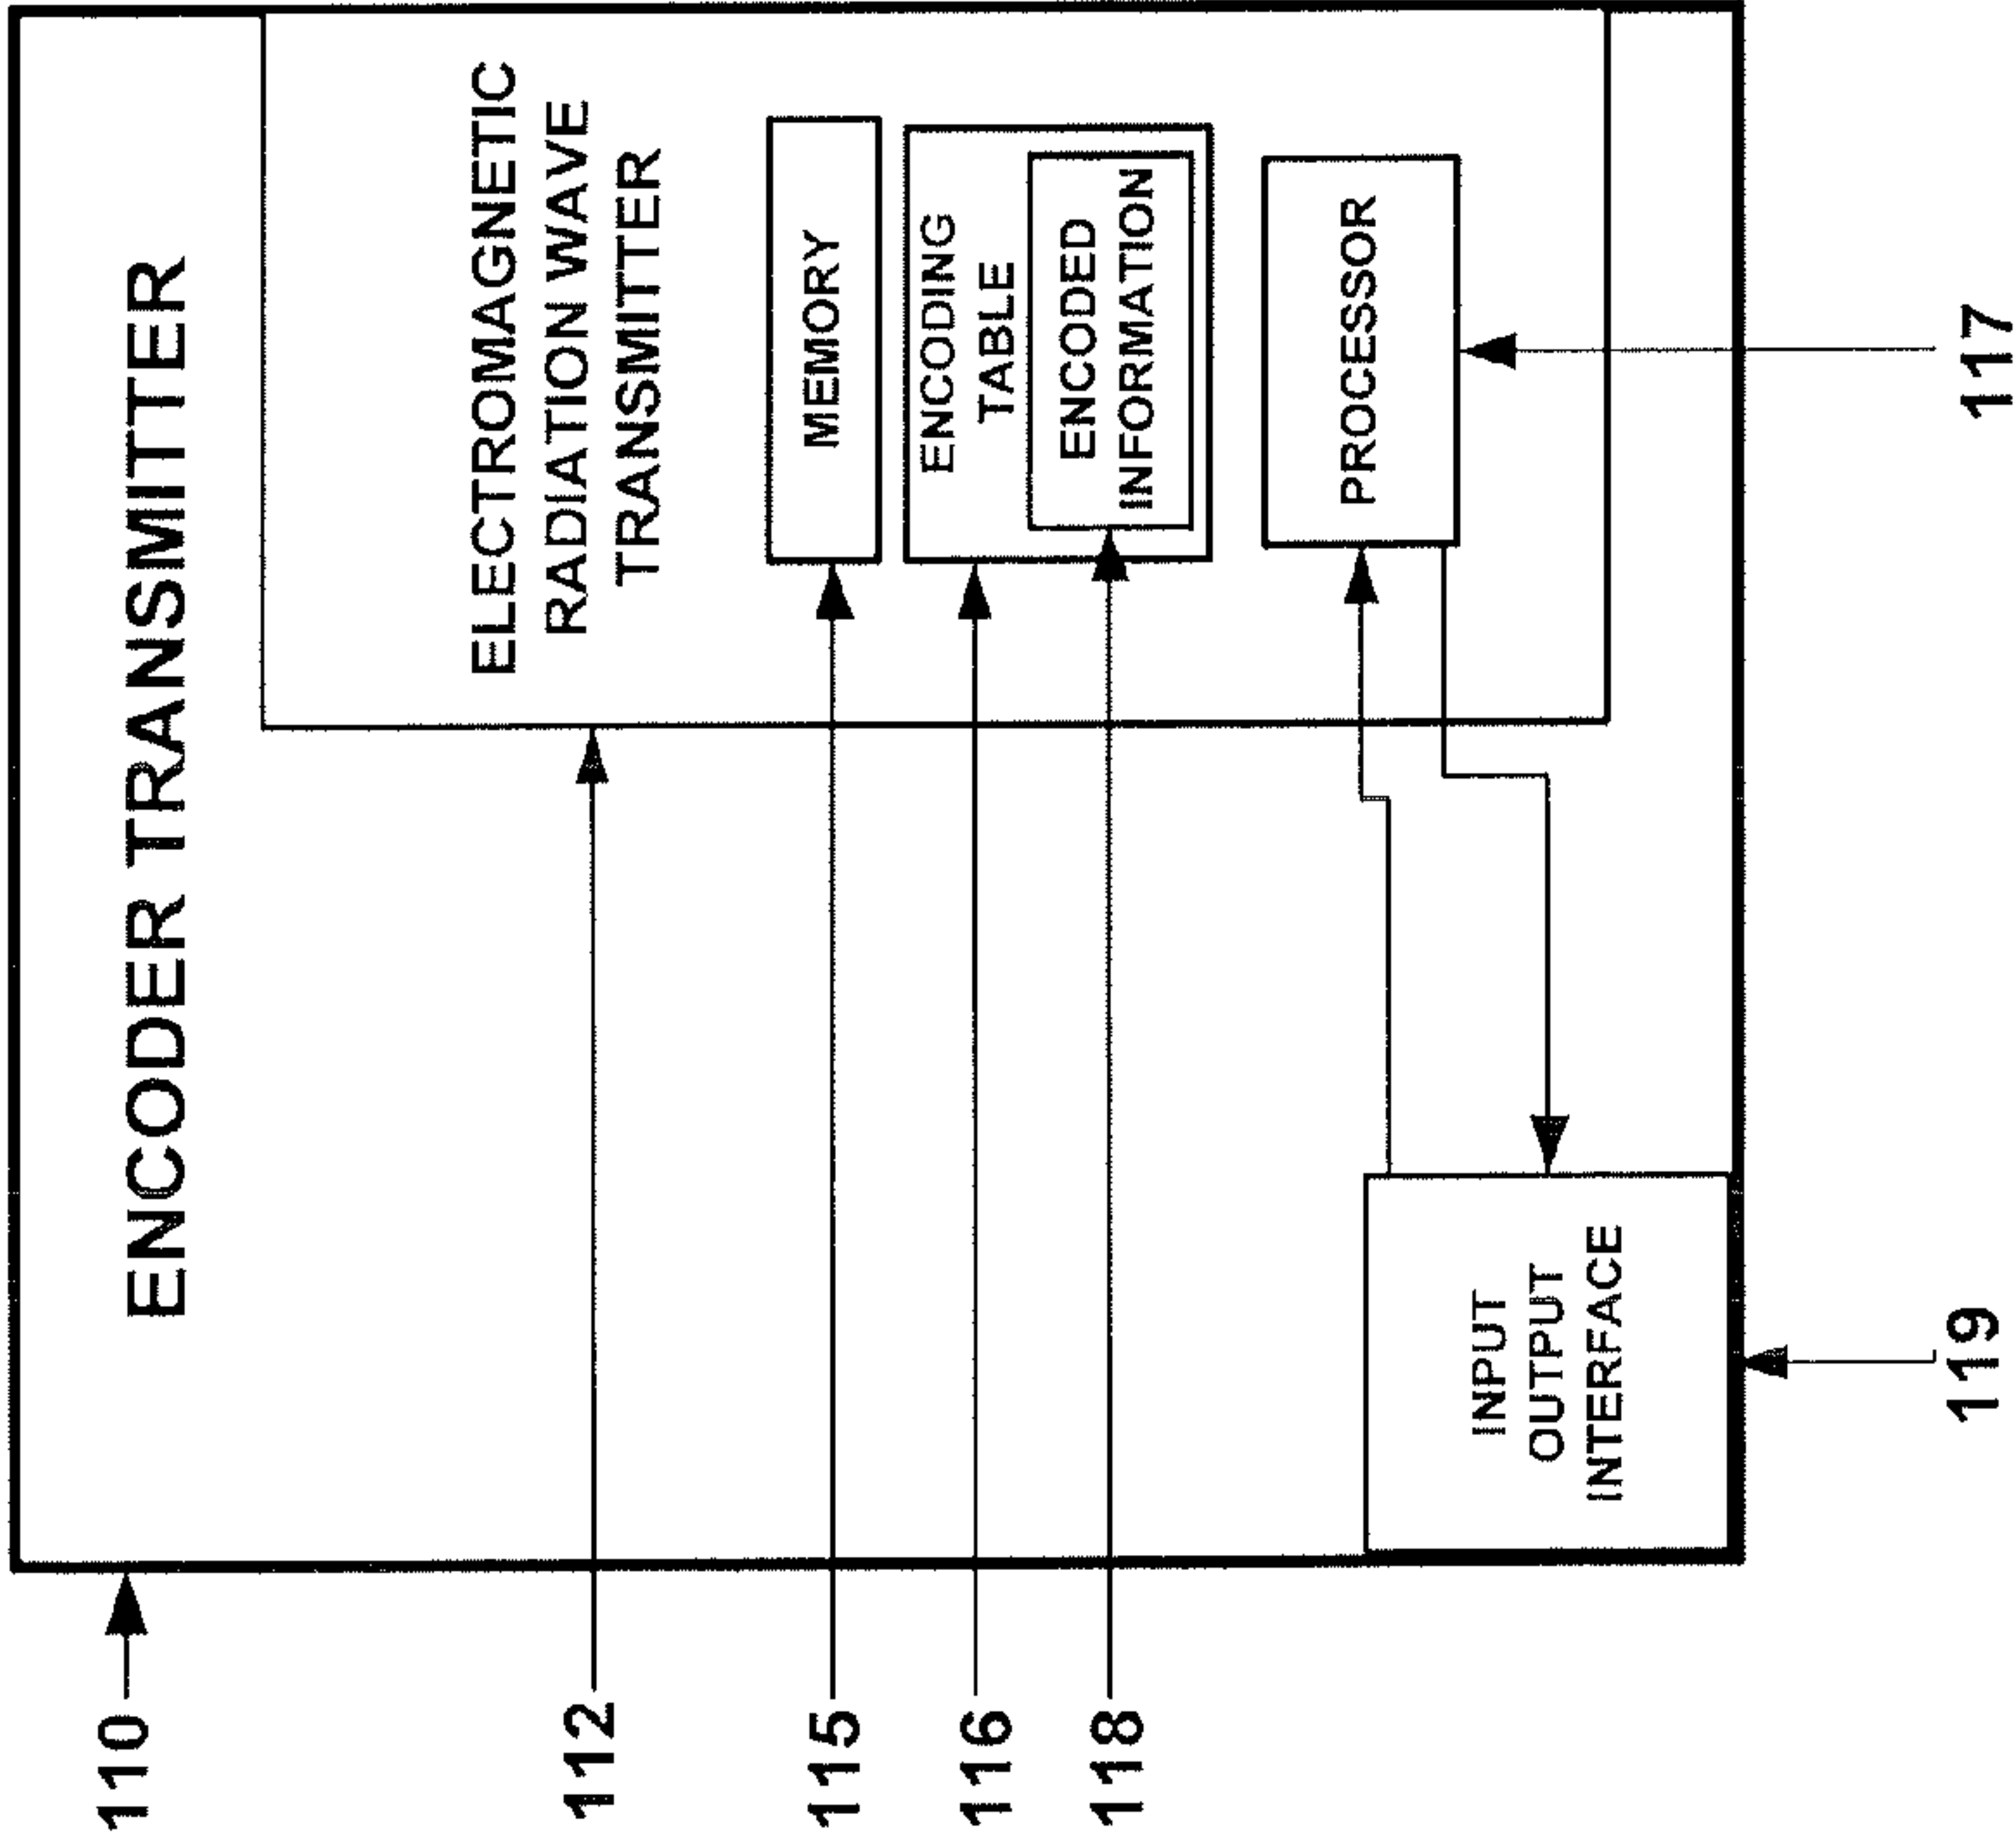 ENCODER TRANSMITTER
110
ELECTROMAGNETIC
RADIATION WAVE
TRANSMITTER
112
MEMORY
115
ENCODING
TABLE
116
ENCODED
INFORMATION
118
PROCESSOR
117
INPUT
OUTPUT
INTERFACE
119